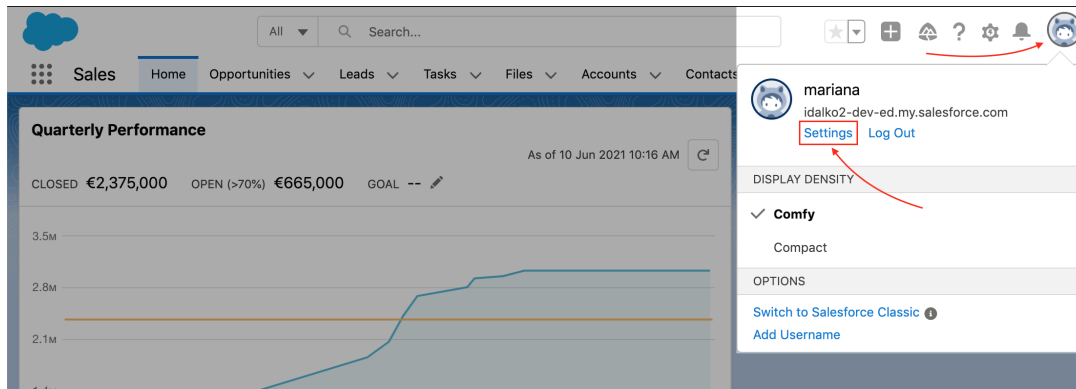 All
Search...
Sales
Home
Opportunities
Leads
Tasks
Files
Accounts
Contacts
Quarterly Performance
As of 10 Jun 2021 10:16 AM
CLOSED €2,375,000 OPEN (>70%) €665,000 GOAL --
3.5M
2.8M
2.1M
mariana
idalko2-dev-ed.my.salesforce.com
Settings Log Out
DISPLAY DENSITY
Comfy
Compact
OPTIONS
Switch to Salesforce Classic
Add Username